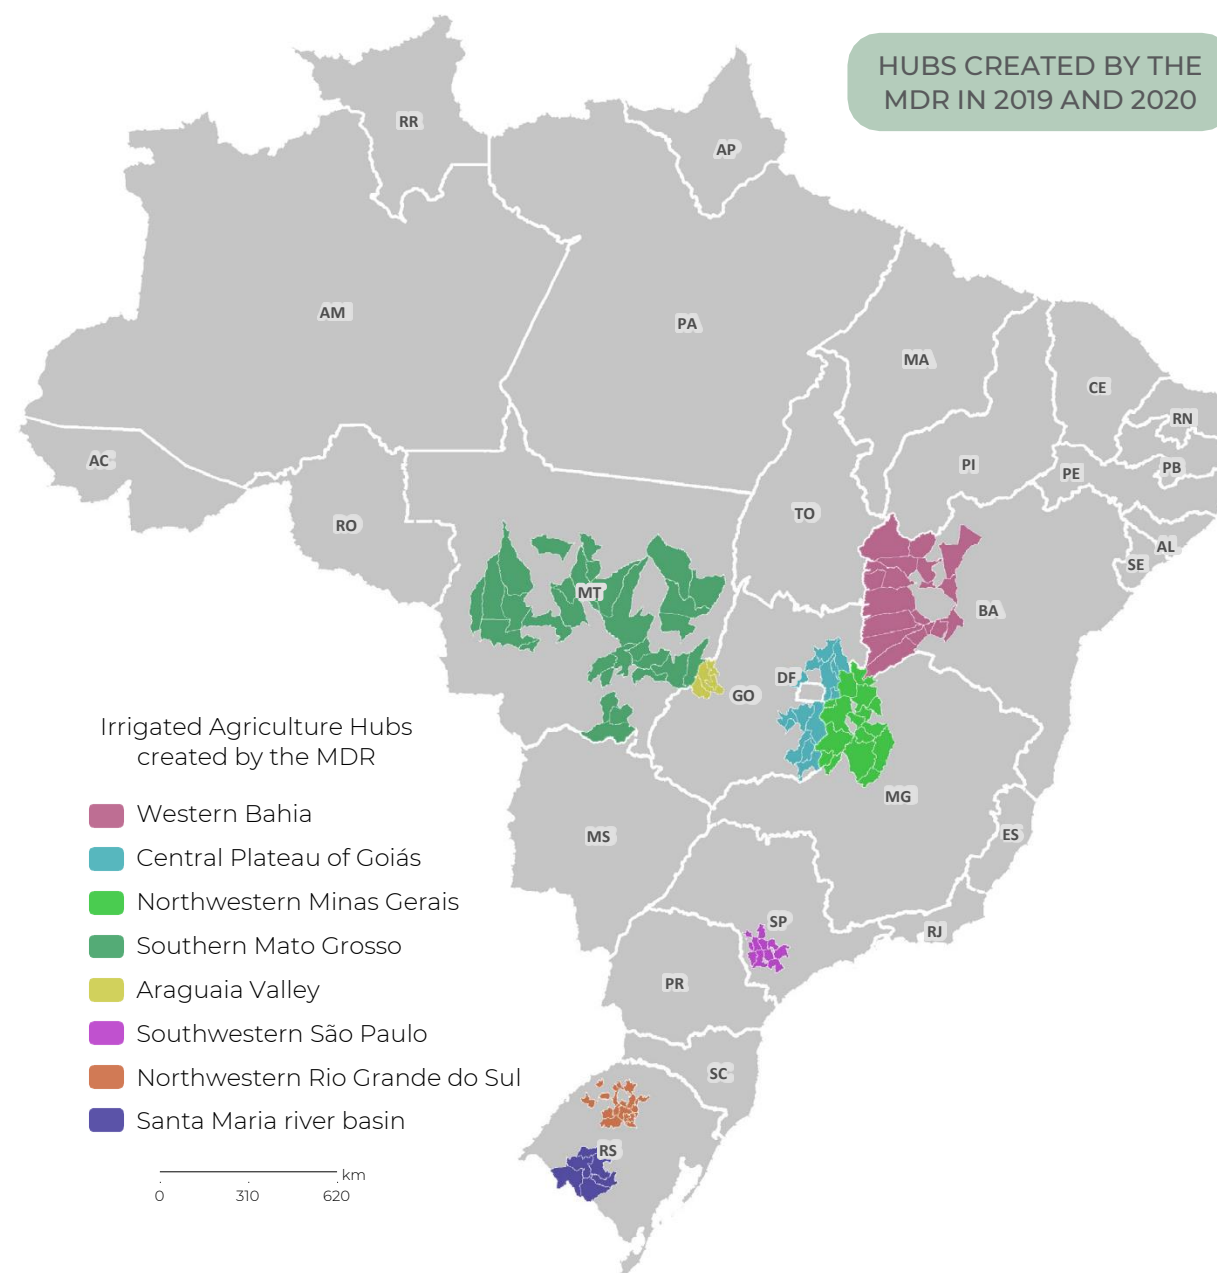 HUBS CREATED BY THE
MDR IN 2019 AND 2020
RR
AP
AM
PA
MA
CE
RN
AC
PI
PE
PB
TO
RO
AL
SE
MT
BA
DF
GO
Irrigated Agriculture Hubs
created by the MDR
MG
MS
ES
Western Bahia
Central Plateau of Goiás
Northwestern Minas Gerais
SP
RJ
Southern Mato Grosso
PR
Araguaia Valley
Southwestern São Paulo
SC
Northwestern Rio Grande do Sul
Santa Maria river basin
RS
km
0 310 620